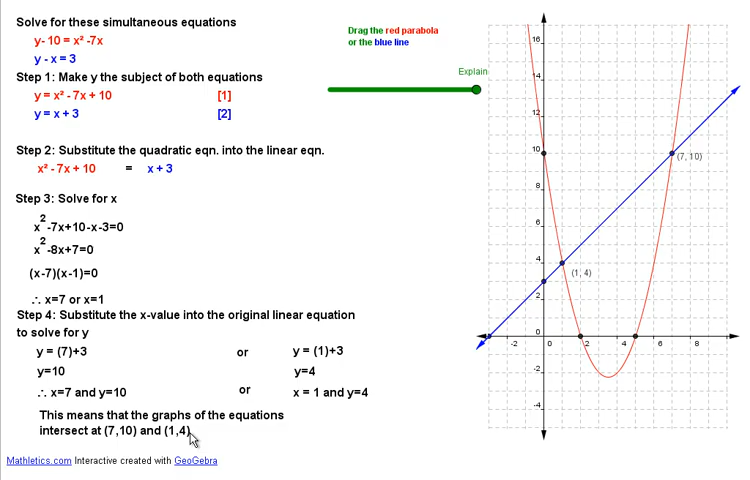 Solve for these simultaneous equations
y- 10 = x² -7x
y - x = 3
Step 1: Make y the subject of both equations
y = x² - 7x + 10 [1]
y = x + 3 [2]
Step 2: Substitute the quadratic eqn. into the linear eqn.
x² - 7x + 10 = x + 3
Step 3: Solve for x
x²-7x+10-x-3=0
x²-8x+7=0
(x-7)(x-1)=0
∴ x=7 or x=1
Step 4: Substitute the x-value into the original linear equation
to solve for y
y = (7)+3 or y = (1)+3
y=10 y=4
∴ x=7 and y=10 or x = 1 and y=4
This means that the graphs of the equations
intersect at (7,10) and (1,4)
Mathletics.com Interactive created with GeoGebra
Drag the red parabola
or the blue line
Explain
16
14
12
10
8
6
4
2
0
-2
-4
-2 0 2 4 6 8
(7, 10)
(1, 4)